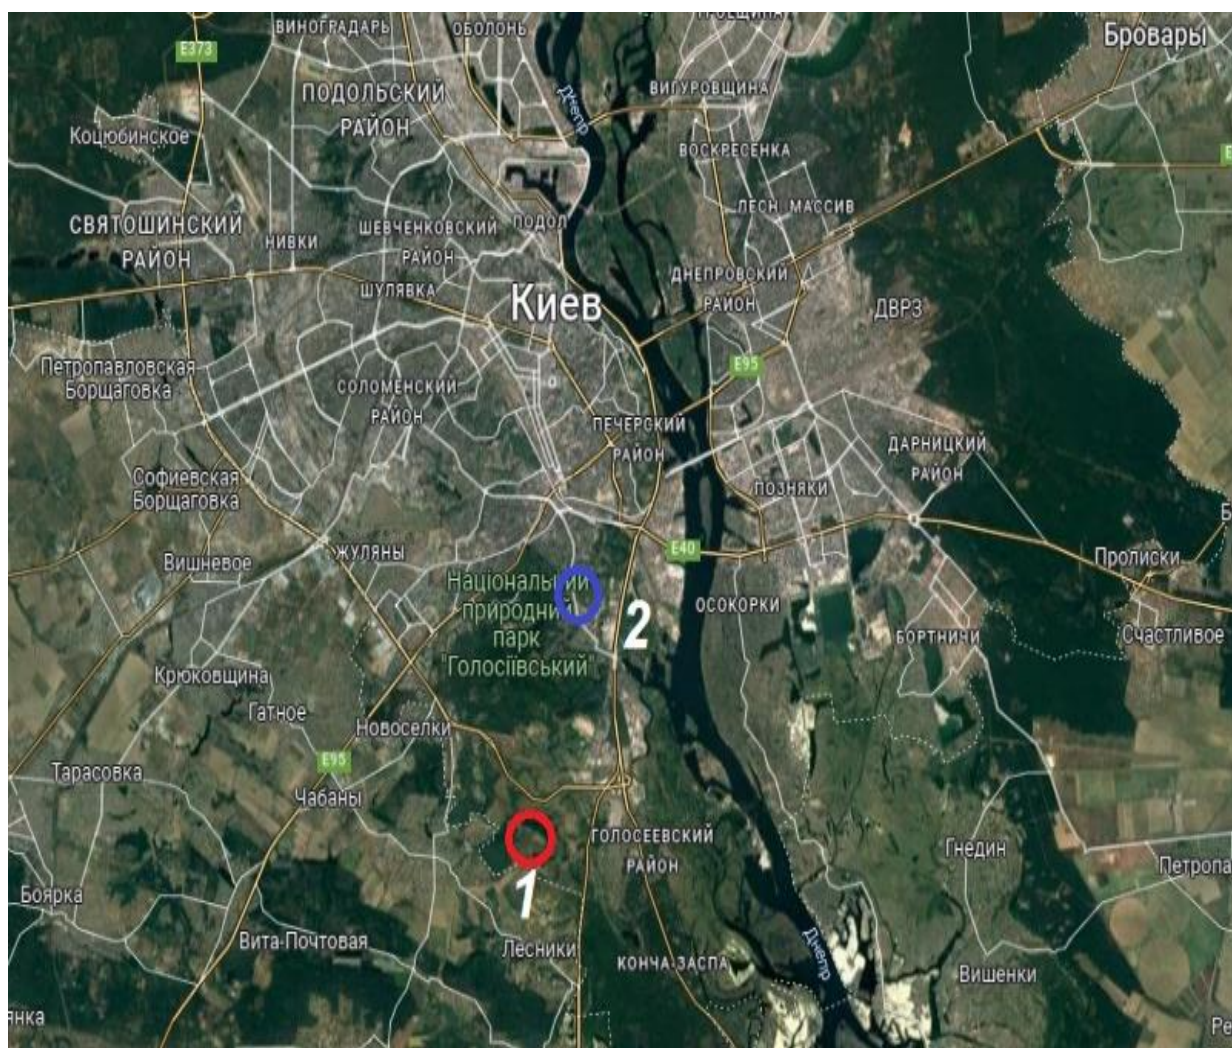 ТРОЕЩИНА
ВИНОГРАДАРЬ
ОБОЛОНЬ
E373
Бровары
Днепр
ВИГУРОВЩИНА
ПОДОЛЬСКИЙ
РАЙОН
Коцюбинское
ВОСКРЕСЕНКА
ЛЕСН. МАССИВ
СВЯТОШИНСКИЙ
РАЙОН
НИВКИ
ШЕВЧЕНКОВСКИЙ
РАЙОН
ПОДОЛ
ДНЕПРОВСКИЙ
РАЙОН
ШУЛЯВКА
Киев
ДВРЗ
Петропавловская
Борщаговка
E95
СОЛОМЕНСКИЙ
РАЙОН
ПЕЧЕРСКИЙ
РАЙОН
ДАРНИЦКИЙ
РАЙОН
Софиевская
Борщаговка
ПОЗНЯКИ
ЖУЛЯНЫ
E40
Вишневое
Пролиски
Національний
природний
парк
"Голосіївський"
2
ОСОКОРКИ
БОРТНИЧИ
Счастливое
Крюковщина
Гатное
Новоселки
E95
Тарасовка
Чабаны
ГОЛОСЕЕВСКИЙ
РАЙОН
Гнедин
Петропа
1
Боярка
Вита-Почтовая
Лесники
КОНЧА-ЗАСПА
Днепр
Вишенки
янка
Ре